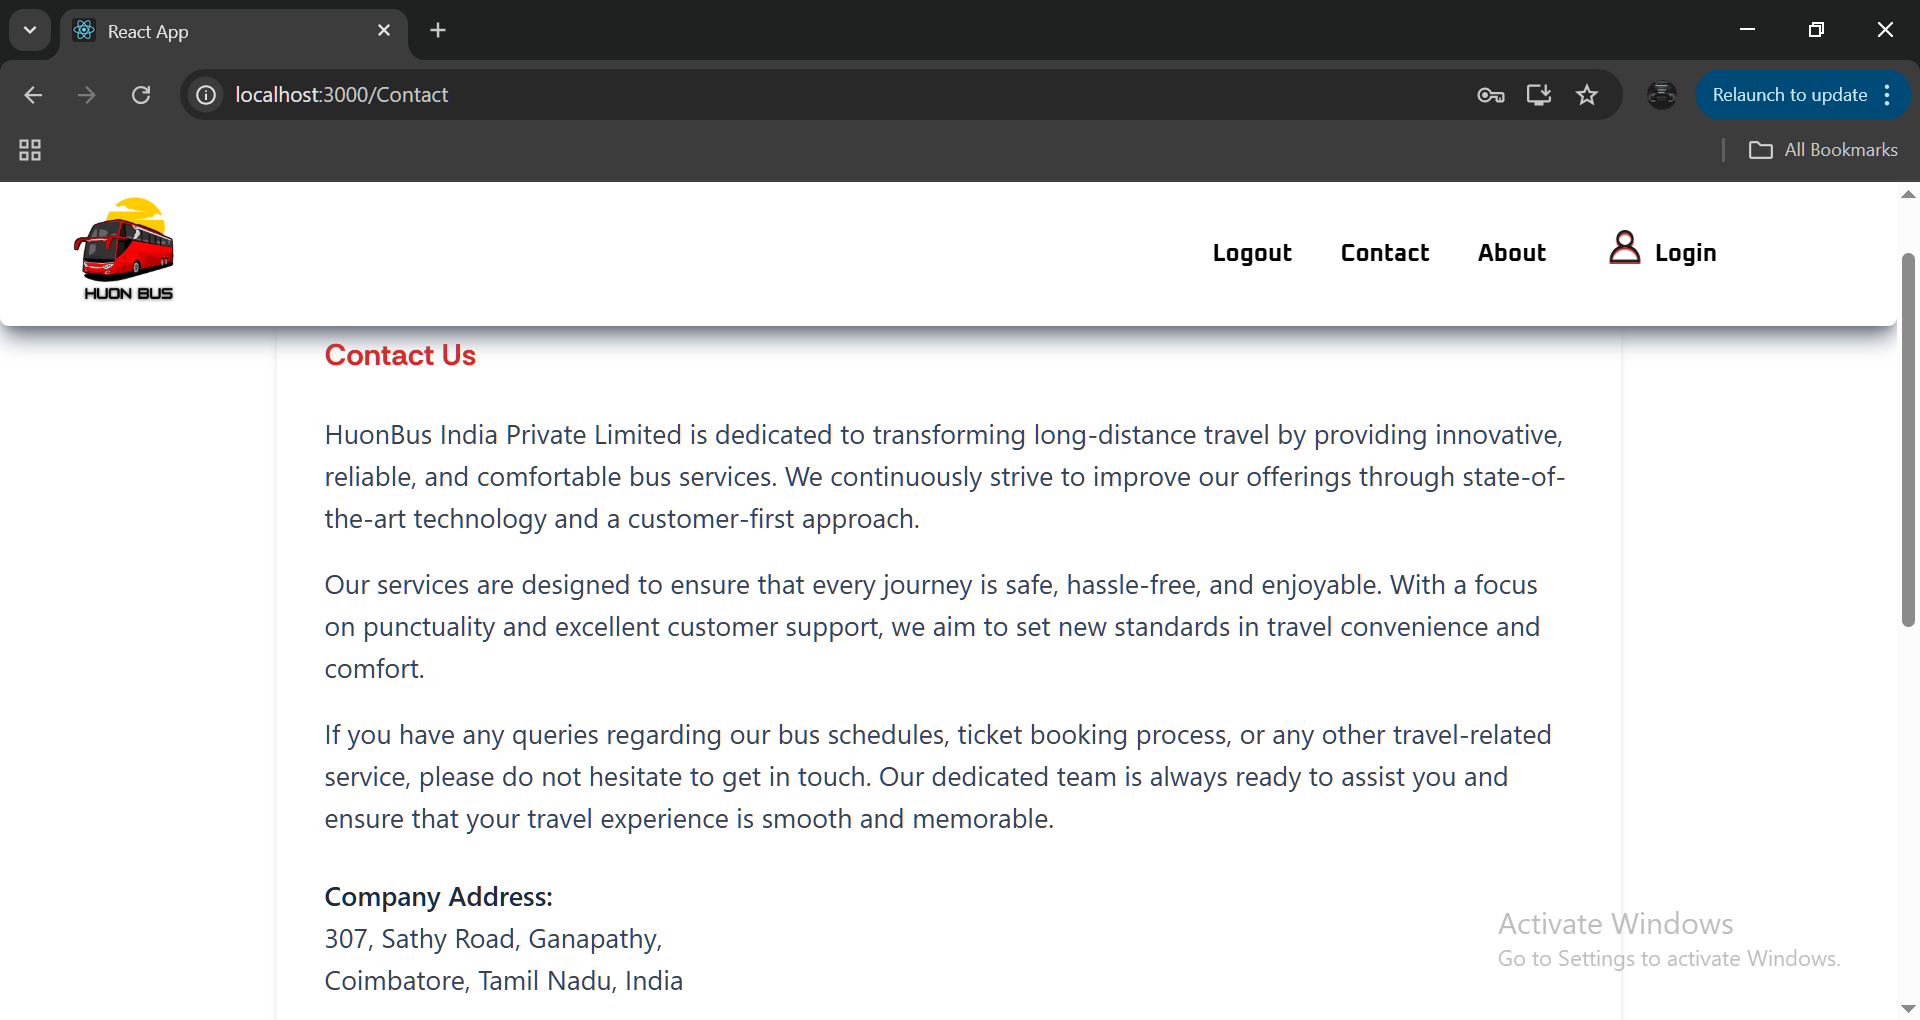 React App
localhost:3000/Contact
Relaunch to update
All Bookmarks
HUON BUS
Logout Contact About Login
Contact Us
HuonBus India Private Limited is dedicated to transforming long-distance travel by providing innovative,
reliable, and comfortable bus services. We continuously strive to improve our offerings through state-of-
the-art technology and a customer-first approach.
Our services are designed to ensure that every journey is safe, hassle-free, and enjoyable. With a focus
on punctuality and excellent customer support, we aim to set new standards in travel convenience and
comfort.
If you have any queries regarding our bus schedules, ticket booking process, or any other travel-related
service, please do not hesitate to get in touch. Our dedicated team is always ready to assist you and
ensure that your travel experience is smooth and memorable.
Company Address:
307, Sathy Road, Ganapathy,
Coimbatore, Tamil Nadu, India
Activate Windows
Go to Settings to activate Windows.